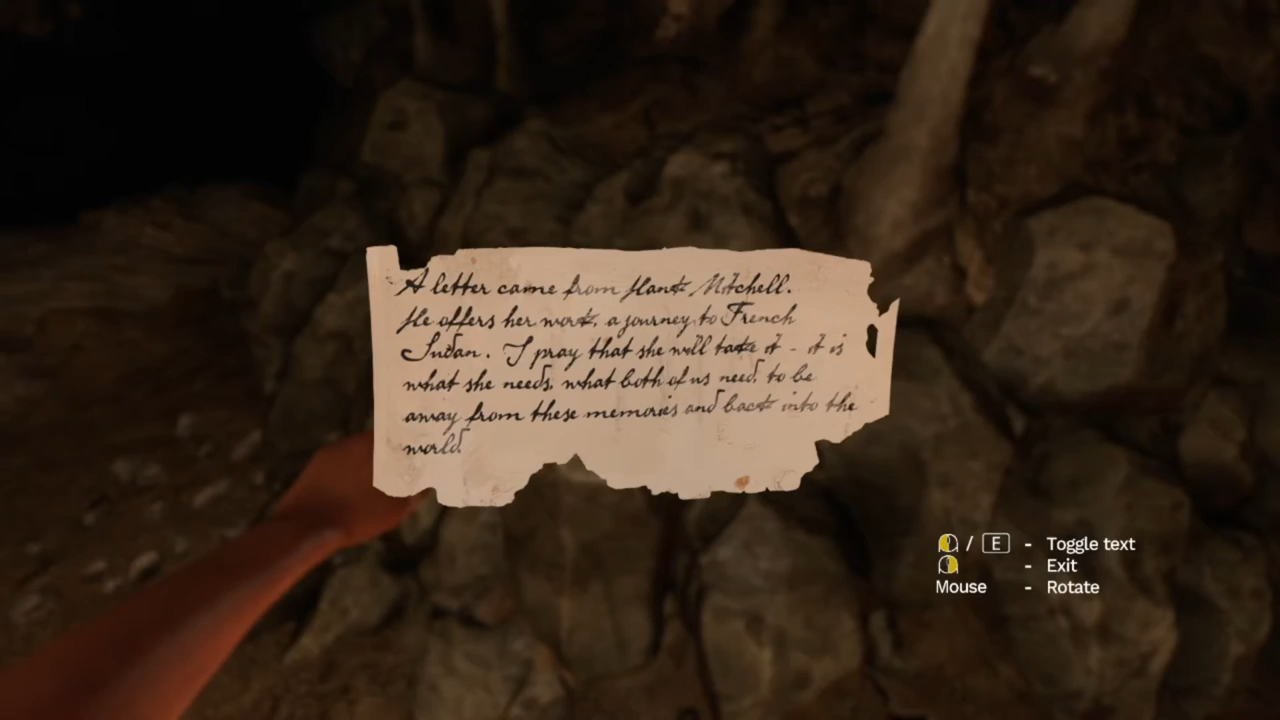 A letter came from Hank Mitchell.
He offers her work, a journey to French
Sudan. I pray that she will take it - it is
what she needs, what both of us need, to be
away from these memories and back into the
world.
/ E - Toggle text
- Exit
Mouse - Rotate